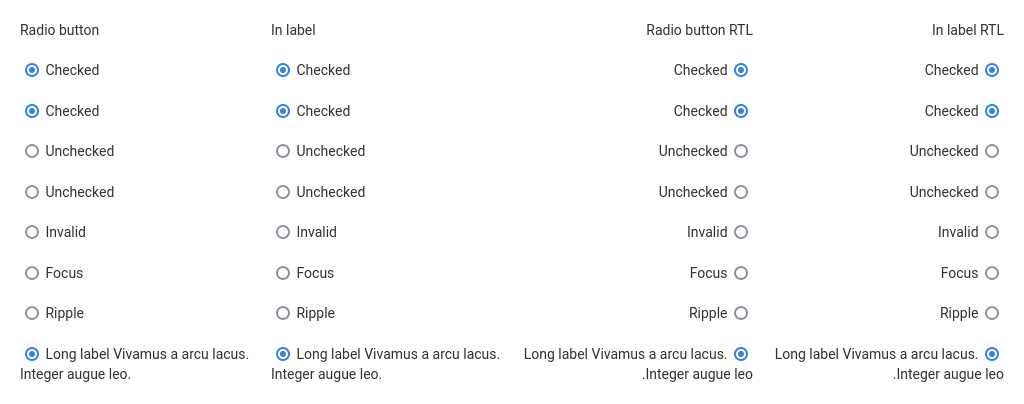 Radio button In label Radio button RTL In label RTL
Checked Checked Checked Checked
Checked Checked Checked Checked
Unchecked Unchecked Unchecked Unchecked
Unchecked Unchecked Unchecked Unchecked
Invalid Invalid Invalid Invalid
Focus Focus Focus Focus
Ripple Ripple Ripple Ripple
Long label Vivamus a arcu lacus. Long label Vivamus a arcu lacus. Long label Vivamus a arcu lacus. Long label Vivamus a arcu lacus.
Integer augue leo. Integer augue leo. .Integer augue leo .Integer augue leo